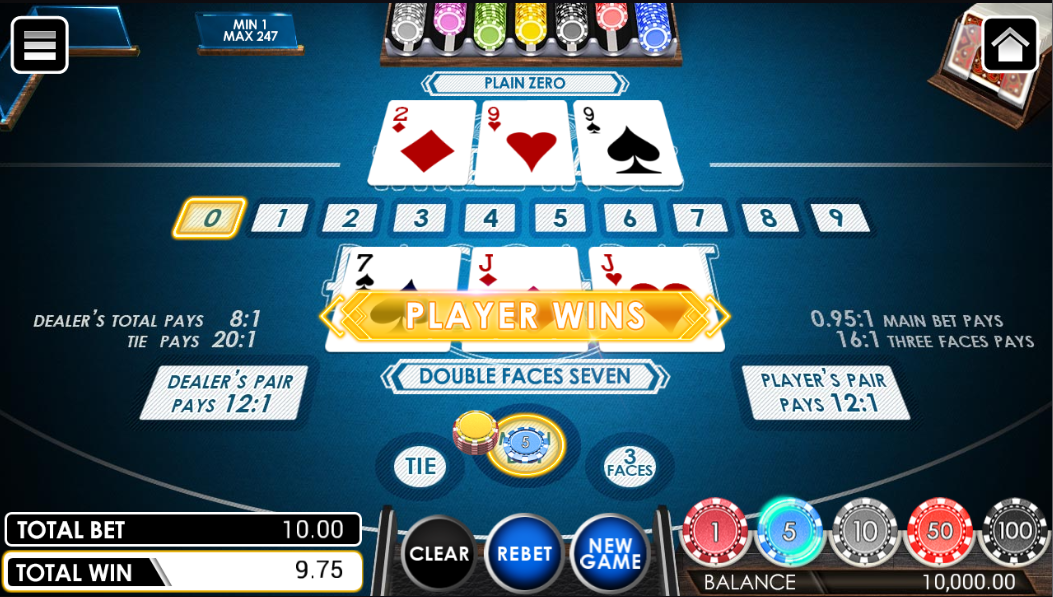 MIN 1
MAX 247
PLAIN ZERO
2 9 9
0 1 2 3 4 5 6 7 8 9
7 J J
PLAYER WINS
DEALER'S TOTAL PAYS 8:1
TIE PAYS 20:1
0.95:1 MAIN BET PAYS
16:1 THREE FACES PAYS
DOUBLE FACES SEVEN
DEALER'S PAIR
PAYS 12:1
PLAYER'S PAIR
PAYS 12:1
5
TIE
3
FACES
TOTAL BET 10.00
TOTAL WIN 9.75
CLEAR
REBET
NEW
GAME
1 5 10 50 100
BALANCE 10,000.00